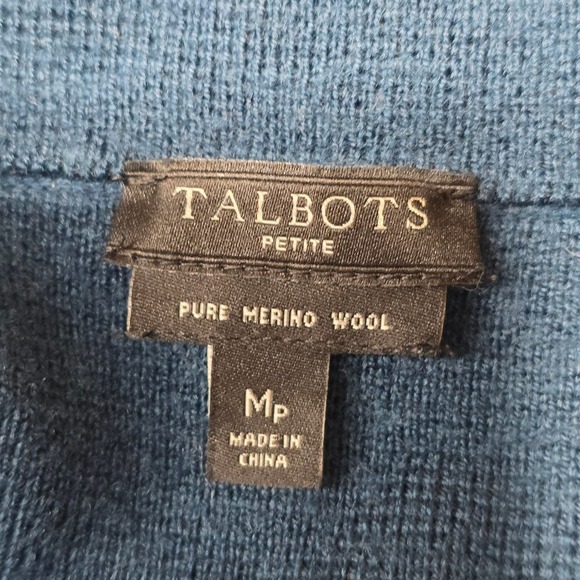 TALBOTS
PETITE
PURE MERINO WOOL
MP
MADE IN
CHINA